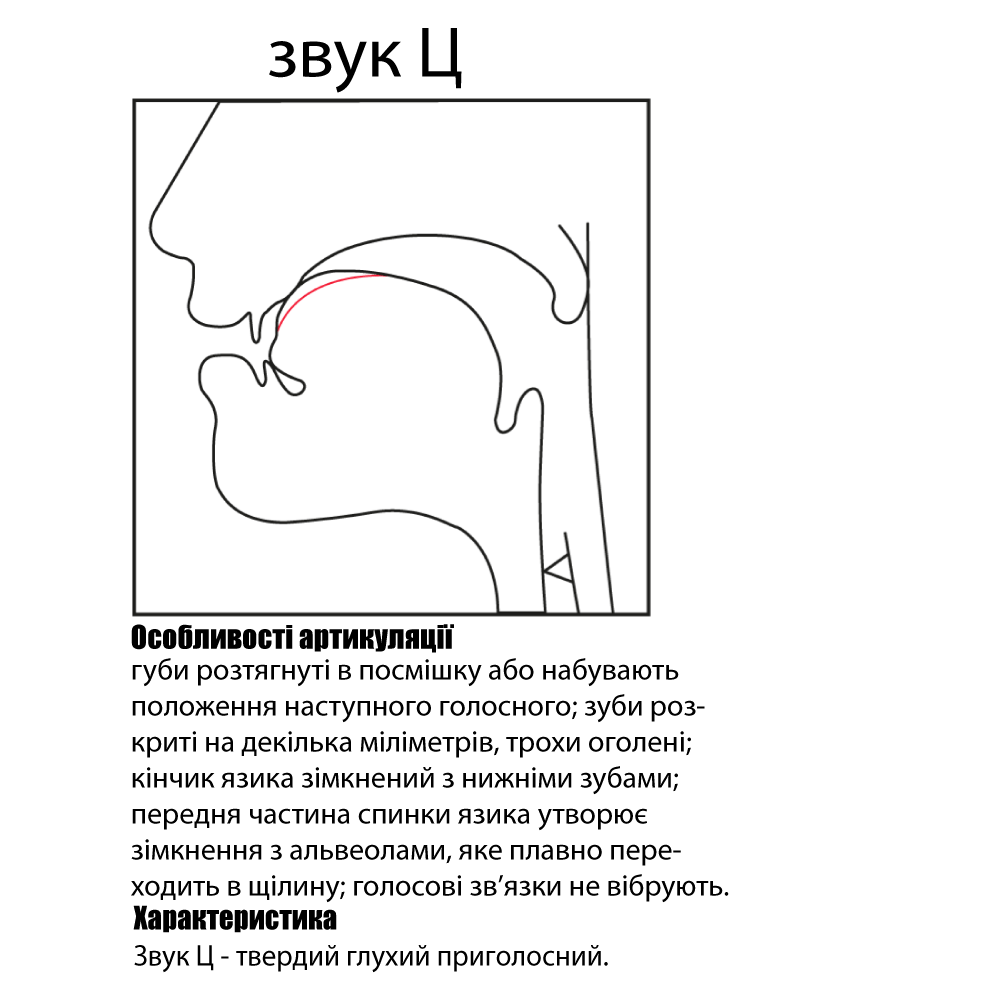 звук Ц
Особливості артикуляції
губи розтягнуті в посмішку або набувають
положення наступного голосного; зуби роз-
криті на декілька міліметрів, трохи оголені;
кінчик язика зімкнений з нижніми зубами;
передня частина спинки язика утворює
зімкнення з альвеолами, яке плавно пере-
ходить в щілину; голосові зв’язки не вібрують.
Характеристика
Звук Ц - твердий глухий приголосний.